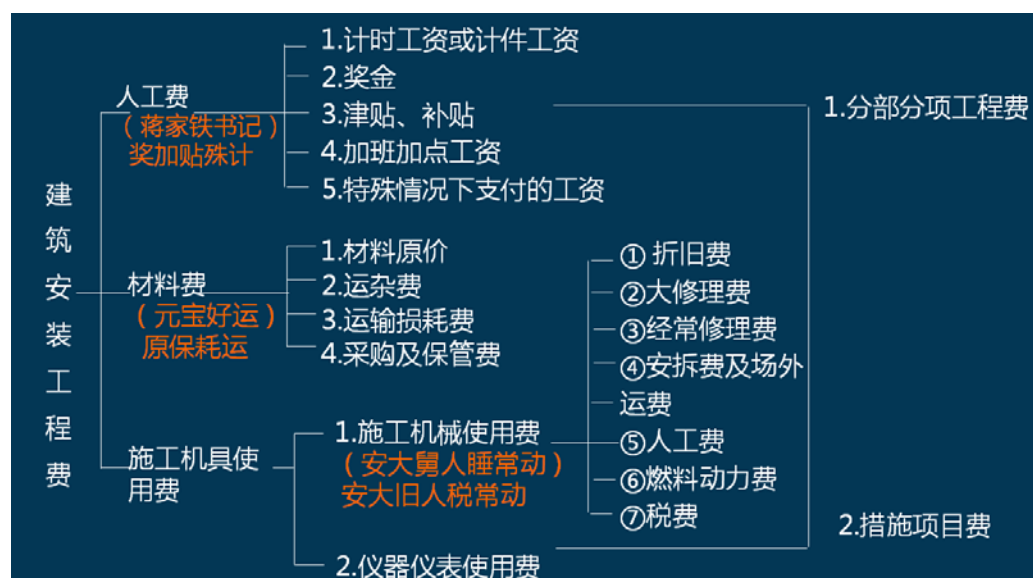 建
筑
安
装
工
程
费
人工费
（蒋家铁书记）
奖加贴殊计
1.计时工资或计件工资
2.奖金
3.津贴、补贴
4.加班加点工资
5.特殊情况下支付的工资
材料费
（元宝好运）
原保耗运
1.材料原价
2.运杂费
3.运输损耗费
4.采购及保管费
施工机具使
用费
1.施工机械使用费
（安大舅人睡常动）
安大旧人税常动
2.仪器仪表使用费
① 折旧费
②大修理费
③经常修理费
④安拆费及场外
运费
⑤人工费
⑥燃料动力费
⑦税费
1.分部分项工程费
2.措施项目费